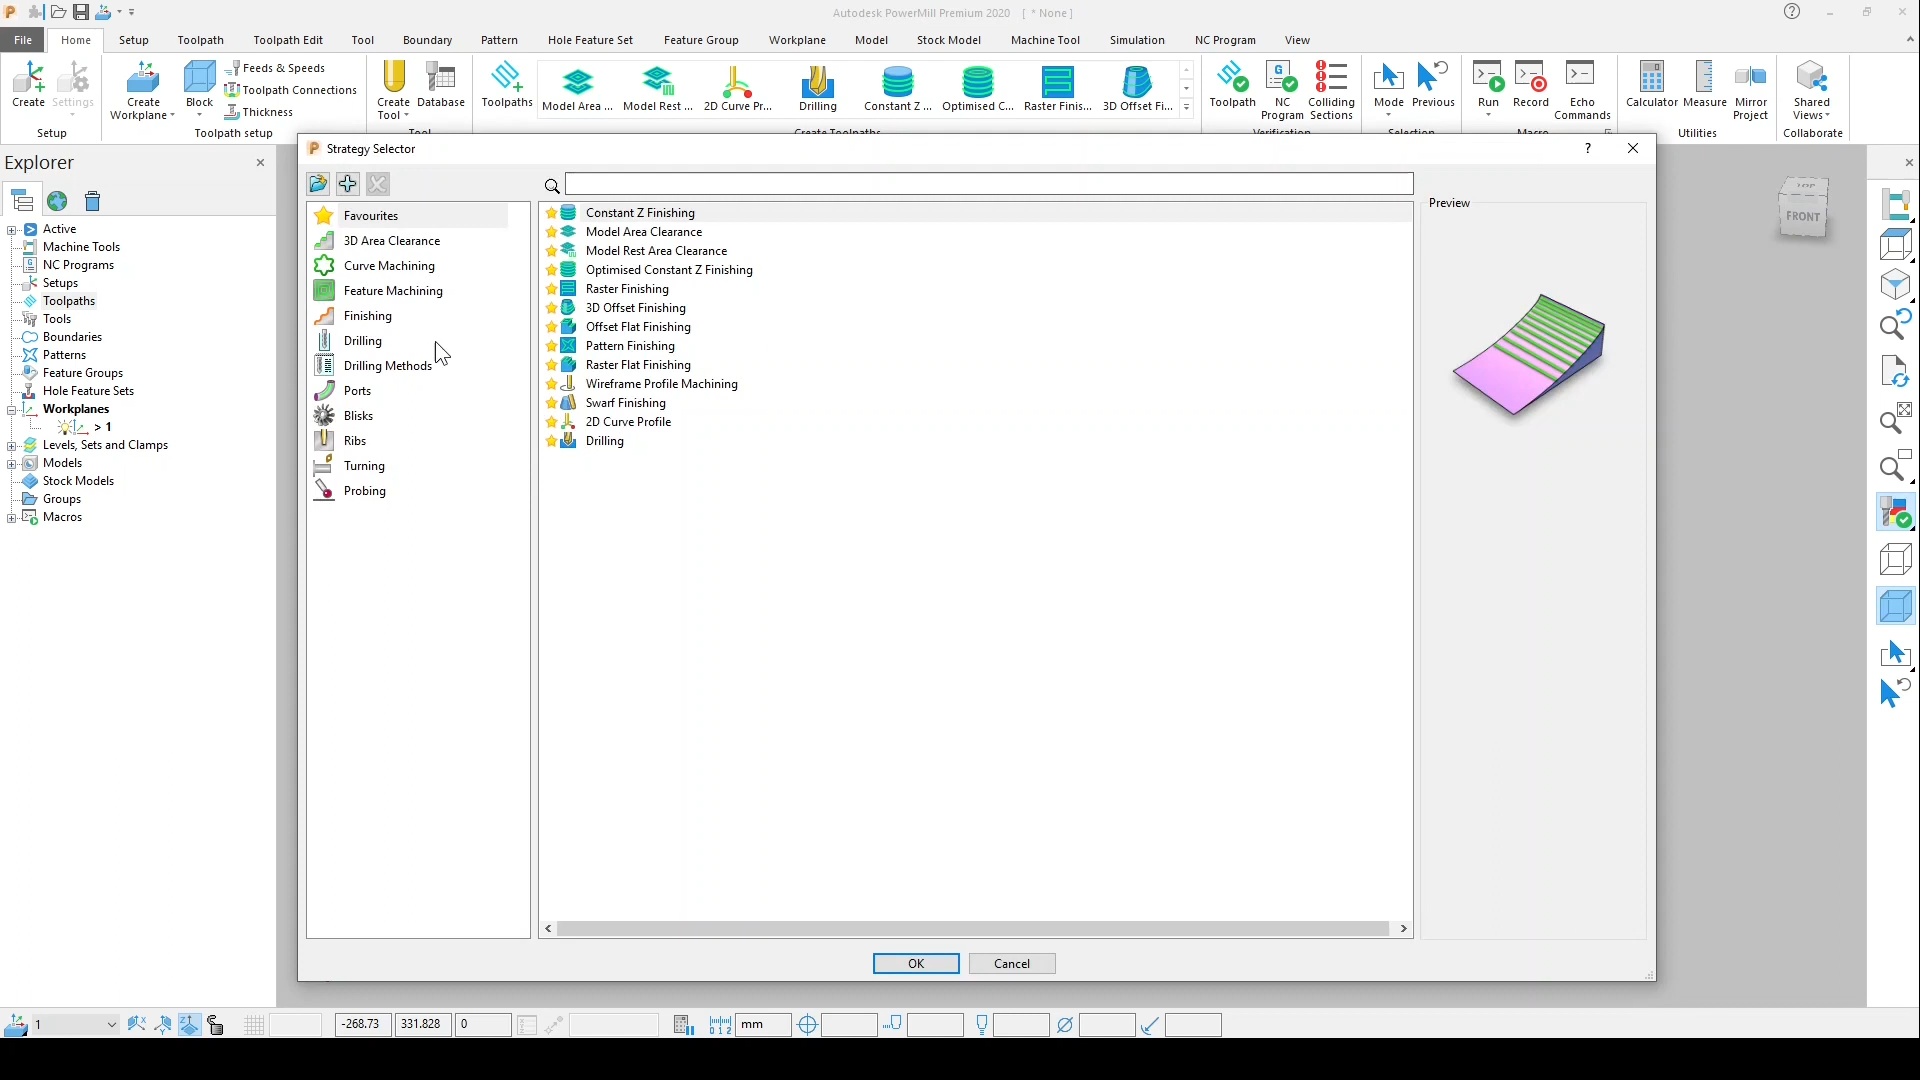 Autodesk PowerMill Premium 2020 [ * None ]
File Home Setup Toolpath Toolpath Edit Tool Boundary Pattern Hole Feature Set Feature Group Workplane Model Stock Model Machine Tool Simulation NC Program View
Create
Settings
Setup
Create
Workplane
Block
Feeds & Speeds
Toolpath Connections
Thickness
Toolpath setup
Create
Tool
Database
Tool
Toolpaths
Model Area ...
Model Rest ...
2D Curve Pr...
Drilling
Constant Z ...
Optimised C...
Raster Finis...
3D Offset Fi...
Create Toolpaths
Toolpath
NC
Program
Colliding
Sections
Verification
Mode
Previous
Selection
Run
Record
Echo
Commands
Macro
Calculator
Measure
Mirror
Project
Utilities
Shared
Views
Collaborate
Explorer
Active
Machine Tools
NC Programs
Setups
Toolpaths
Tools
Boundaries
Patterns
Feature Groups
Hole Feature Sets
Workplanes
> 1
Levels, Sets and Clamps
Models
Stock Models
Groups
Macros
Strategy Selector
Favourites
3D Area Clearance
Curve Machining
Feature Machining
Finishing
Drilling
Drilling Methods
Ports
Blisks
Ribs
Turning
Probing
Constant Z Finishing
Model Area Clearance
Model Rest Area Clearance
Optimised Constant Z Finishing
Raster Finishing
3D Offset Finishing
Offset Flat Finishing
Pattern Finishing
Raster Flat Finishing
Wireframe Profile Machining
Swarf Finishing
2D Curve Profile
Drilling
Preview
OK Cancel
TOP
FRONT
1 -268.73 331.828 0 mm